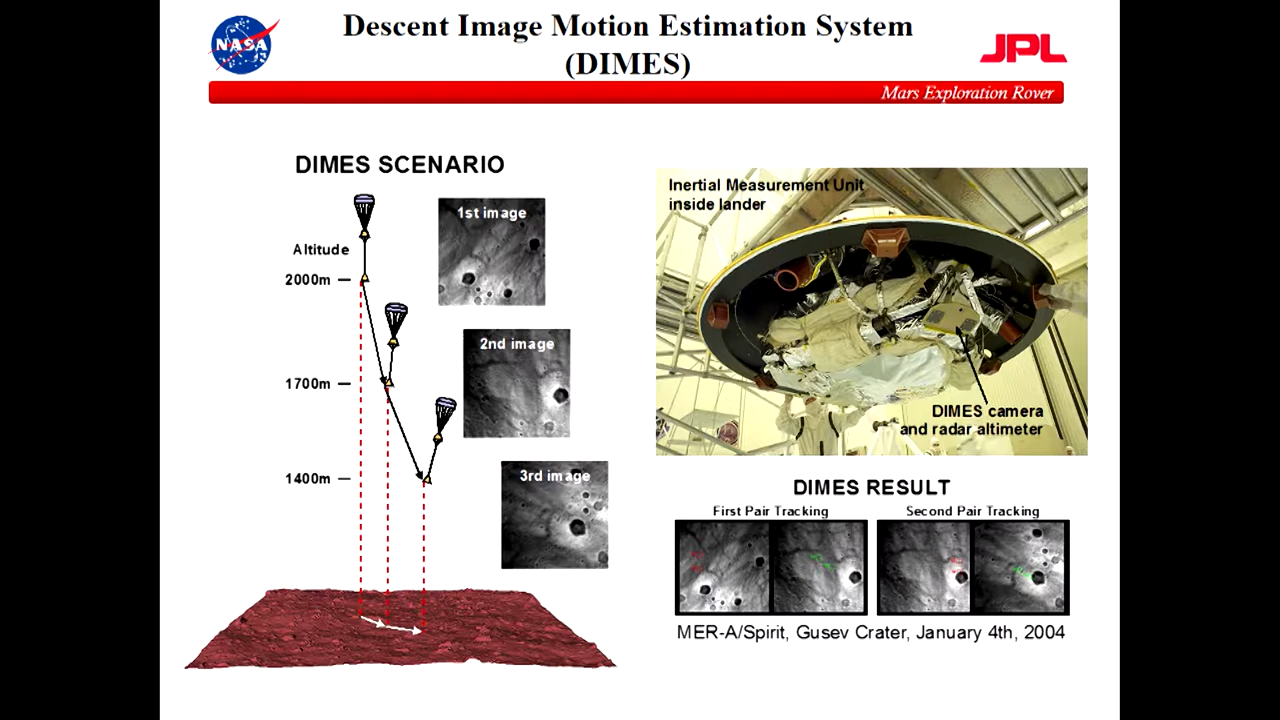 Descent Image Motion Estimation System
(DIMES)
NASA
JPL
Mars Exploration Rover
DIMES SCENARIO
Altitude
2000m
1700m
1400m
1st image
2nd image
3rd image
Inertial Measurement Unit
inside lander
DIMES camera
and radar altimeter
DIMES RESULT
First Pair Tracking
Second Pair Tracking
MER-A/Spirit, Gusev Crater, January 4th, 2004